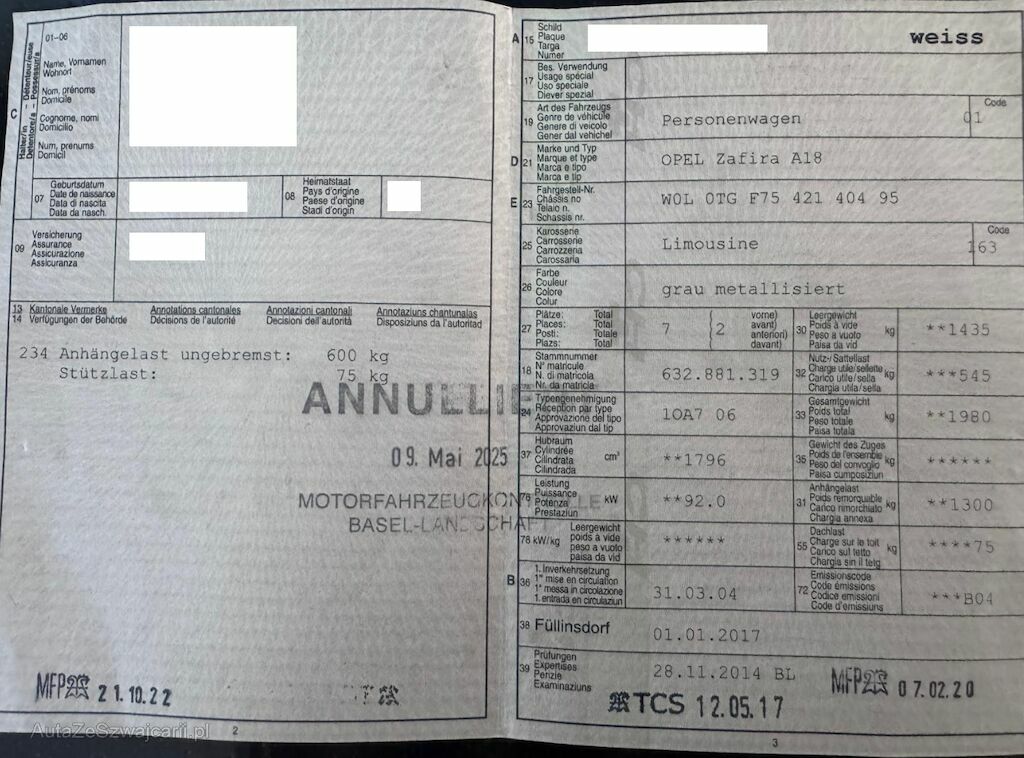 01-06
Halter/in - Détenteur/euse
Detentore/a - Possessur/a
C
Name, Vornamen
Wohnort
Nom, prénoms
Domicile
Cognome, nomi
Domicilio
Num, prenums
Domicil
07
Geburtsdatum
Date de naissance
Data di nascita
Data da nasch.
08
Heimatstaat
Pays d'origine
Paese d'origine
Stadi d'origin
09
Versicherung
Assurance
Assicurazione
Assicuranza
13 Kantonale Vermerke Annotations cantonales Annotazioni cantonali Annotaziuns chantunalas
14 Verfügungen der Behörde Décisions de l'autorité Decisioni dell'autorità Disposiziuns da l'autoritad
234 Anhängelast ungebremst: 600 kg
Stützlast: 75 kg
ANNULLIE
09. Mai 2025
MOTORFAHRZEUGKON LLE
BASEL-LANDSCHAFT
MFP 21.10.22
2
AutaZeSzwajcarii.pl
A 15
Schild
Plaque
Targa
Numer
weiss
17
Bes. Verwendung
Usage spécial
Uso speciale
Diever spezial
19
Art des Fahrzeugs
Genre de véhicule
Genere di veicolo
Gener dal vehichel
Personenwagen
Code
01
D 21
Marke und Typ
Marque et type
Marca e tipo
Marca e tip
OPEL Zafira A18
E 23
Fahrgestell-Nr.
Châssis no
Telaio n.
Schassis nr.
WOL OTG F75 421 404 95
25
Karosserie
Carrosserie
Carrozzeria
Carossaria
Limousine
Code
163
26
Farbe
Couleur
Colore
Colur
grau metallisiert
27
Plätze: Total
Places: Total
Posti: Totale
Plazs: Total
7 { 2
vorne)
avant)
anteriori)
davant)
30
Leergewicht
Poids à vide
Peso a vuoto
Paisa da vid
kg
**1435
18
Stammnummer
N° matricule
N. di matricola
Nr. da matricla
632.881.319
32
Nutz-/Sattellast
Charge utile/sellette
Carico utile/sella
Chargia utila/sella
kg
***545
24
Typengenehmigung
Réception par type
Approvazione del tipo
Approvaziun dal tip
1OA7 06
33
Gesamtgewicht
Poids total
Peso totale
Paisa totala
kg
**1980
37
Hubraum
Cylindrée
Cilindrata
Cilindrada
cm³
**1796
35
Gewicht des Zuges
Poids de l'ensemble
Peso del convoglio
Paisa cumposiziun
kg
******
76
Leistung
Puissance
Potenza
Prestaziun
kW
**92.0
31
Anhängelast
Poids remorquable
Carico rimorchiato
Chargia annexa
kg
**1300
78 kW/kg
Leergewicht
poids à vide
peso a vuoto
paisa da vid
******
55
Dachlast
Charge sur le toit
Carico sul tetto
Chargia sin il tetg
kg
****75
B 36
1. Inverkehrsetzung
1re mise en circulation
1a messa in circolazione
1. entrada en circulaziun
31.03.04
72
Emissionscode
Code émissions
Codice emissioni
Code d'emissiuns
***B04
38 Füllinsdorf
01.01.2017
39
Prüfungen
Expertises
Perizie
Examinaziuns
28.11.2014 BL
MFP 07.02.20
TCS 12.05.17
3